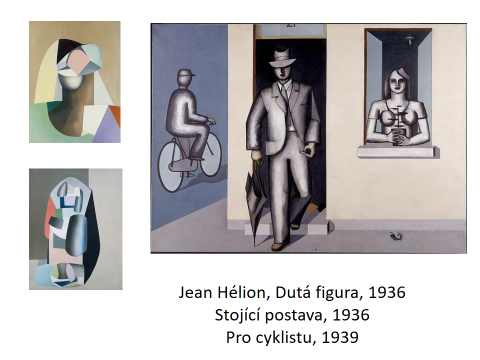 Jean Hélion, Dutá figura, 1936
Stojící postava, 1936
Pro cyklistu, 1939